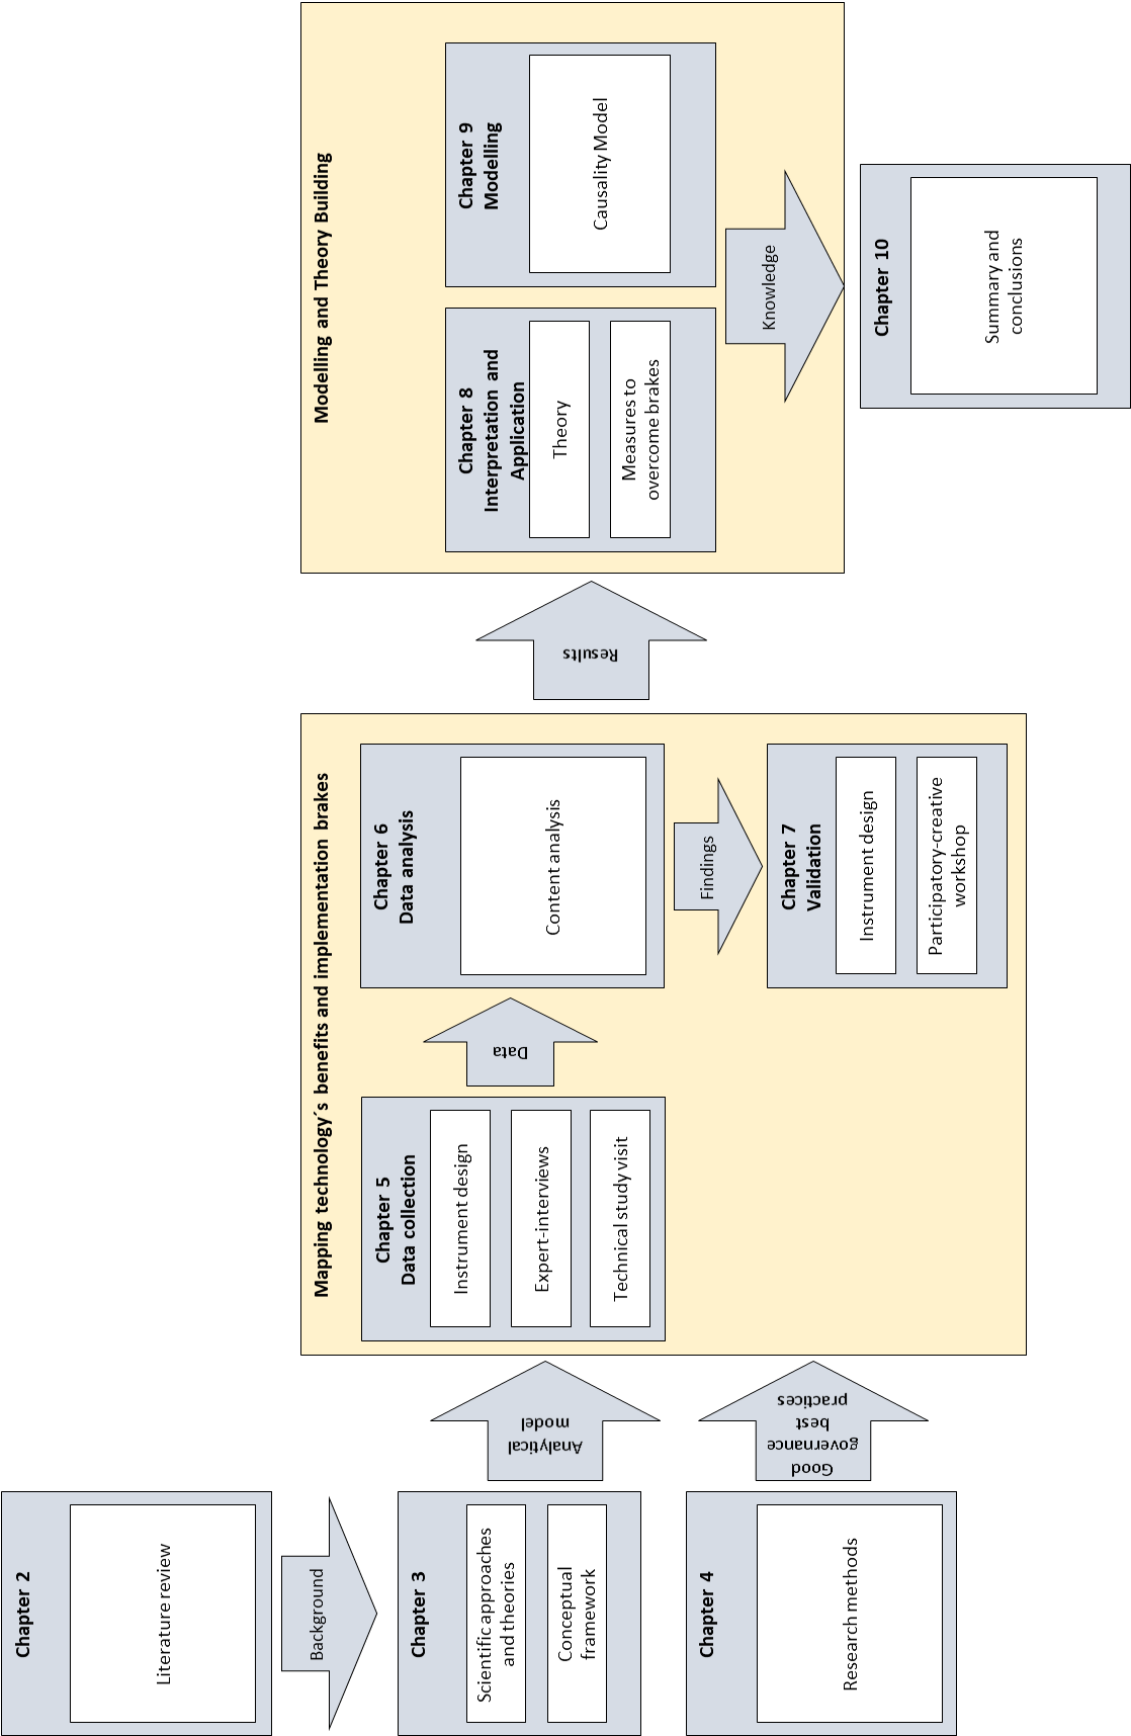 Chapter 2
Literature review
Background
Chapter 3
Scientific approaches
and theories
Conceptual
framework
Analytical
model
Chapter 4
Research methods
Good
governance
best
practices
Mapping technology´s benefits and implementation brakes
Chapter 5
Data collection
Instrument design
Expert-interviews
Technical study visit
Data
Chapter 6
Data analysis
Content analysis
Findings
Chapter 7
Validation
Instrument design
Participatory-creative
workshop
Results
Modelling and Theory Building
Chapter 8
Interpretation and
Application
Theory
Measures to
overcome brakes
Chapter 9
Modelling
Causality Model
Knowledge
Chapter 10
Summary and
conclusions